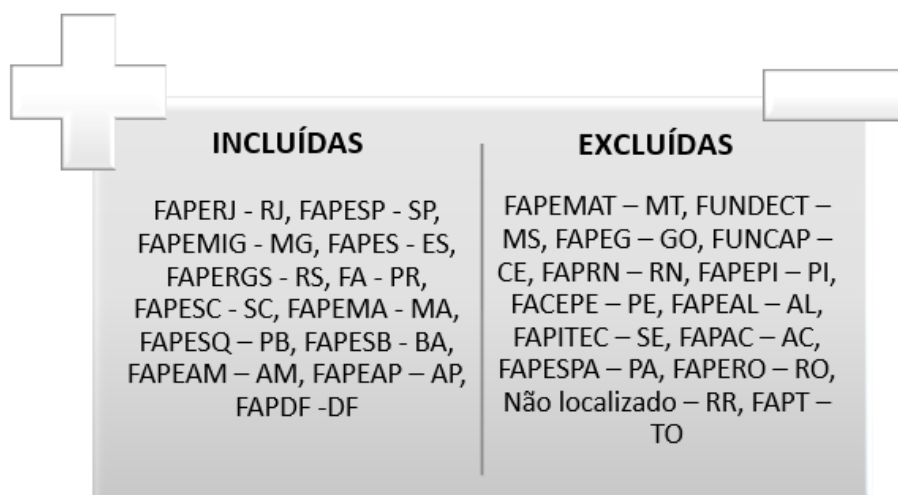 INCLUÍDAS
FAPERJ - RJ, FAPESP - SP,
FAPEMIG - MG, FAPES - ES,
FAPERGS - RS, FA - PR,
FAPESC - SC, FAPEMA - MA,
FAPESQ – PB, FAPESB - BA,
FAPEAM – AM, FAPEAP – AP,
FAPDF -DF
EXCLUÍDAS
FAPEMAT – MT, FUNDECT –
MS, FAPEG – GO, FUNCAP –
CE, FAPRN – RN, FAPEPI – PI,
FACEPE – PE, FAPEAL – AL,
FAPITEC – SE, FAPAC – AC,
FAPESPA – PA, FAPERO – RO,
Não localizado – RR, FAPT –
TO